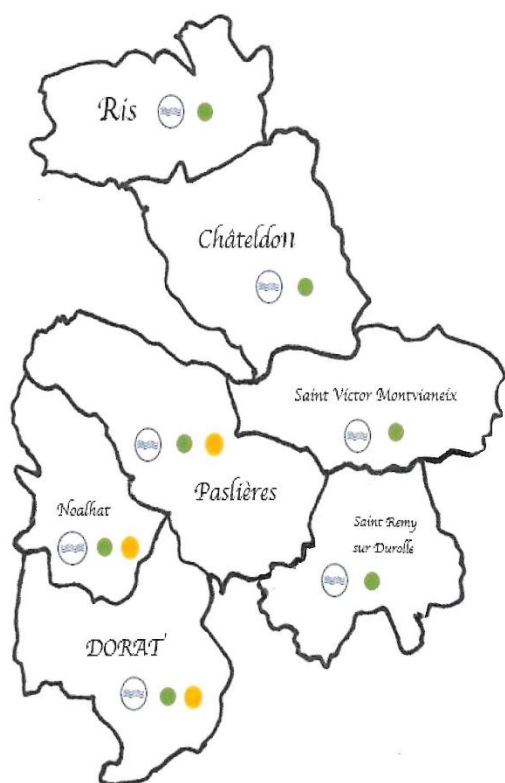 Ris
Châteldon
Saint Victor Montvianeix
Paslières
Noalhat
Saint Remy
sur Durolle
DORAT